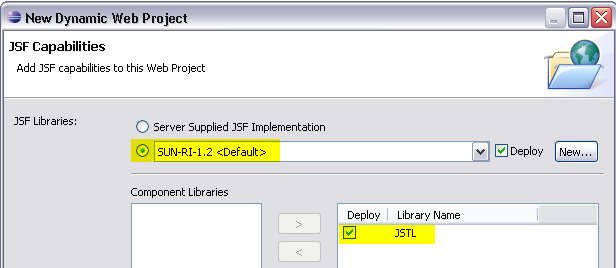 New Dynamic Web Project
JSF Capabilities
Add JSF capabilities to this Web Project
JSF Libraries:
Server Supplied JSF Implementation
SUN-RI-1.2 <Default>
Deploy
New...
Component Libraries
Deploy Library Name
>
JSTL
<